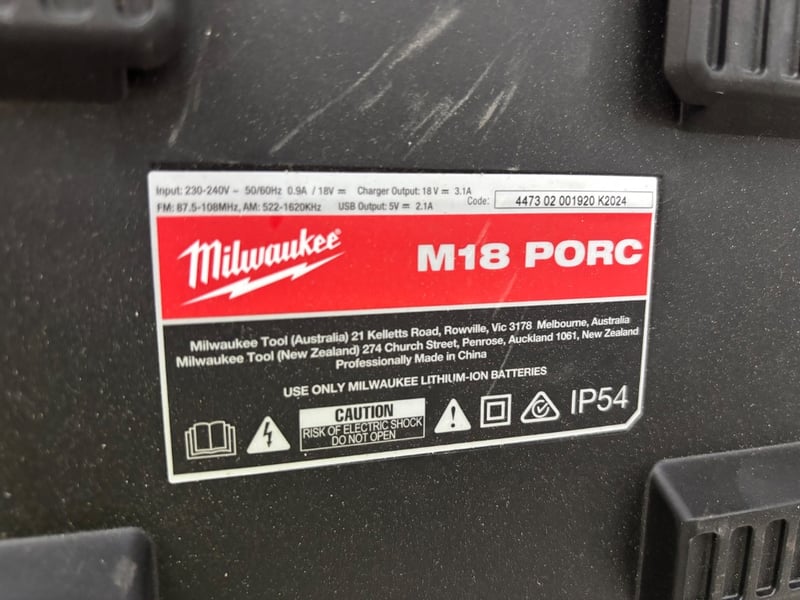 Input: 230-240V ~ 50/60Hz 0.9A / 18V ⎓ Charger Output: 18 V ⎓ 3.1A
FM: 87.5-108MHz, AM: 522-1620KHz USB Output: 5V ⎓ 2.1A Code: 4473 02 001920 K2024
Milwaukee M18 PORC
Milwaukee Tool (Australia) 21 Kelletts Road, Rowville, Vic 3178 Melbourne, Australia
Milwaukee Tool (New Zealand) 274 Church Street, Penrose, Auckland 1061, New Zealand
Professionally Made in China
USE ONLY MILWAUKEE LITHIUM-ION BATTERIES
CAUTION
RISK OF ELECTRIC SHOCK
DO NOT OPEN
IP54